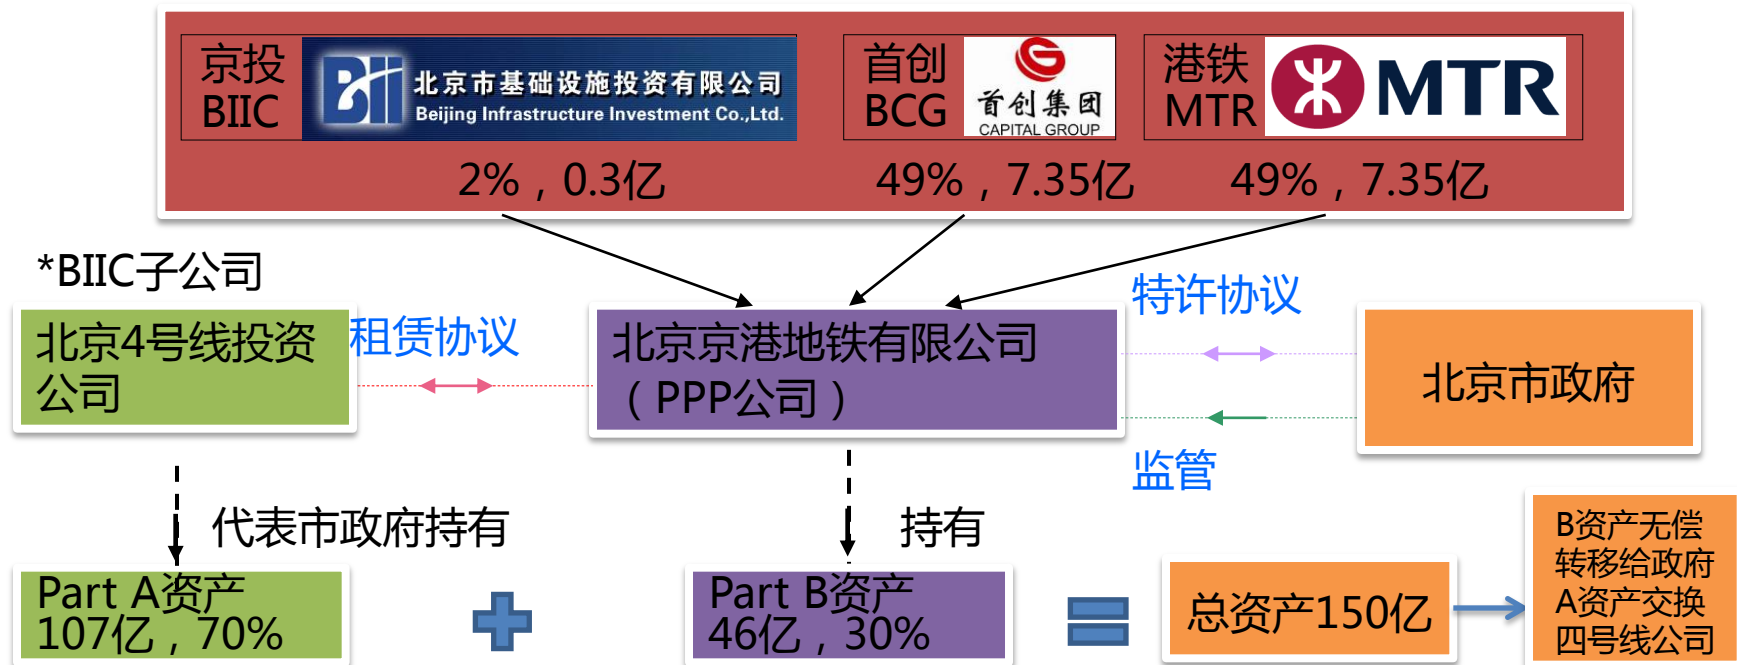 京投
BIIC
BII
北京市基础设施投资有限公司
Beijing Infrastructure Investment Co.,Ltd.
首创
BCG
首创集团
CAPITAL GROUP
港铁
MTR
MTR
2%，0.3亿
49%，7.35亿
49%，7.35亿
*BIIC子公司
北京4号线投资
公司
租赁协议
北京京港地铁有限公司
（PPP公司）
特许协议
监管
北京市政府
代表市政府持有
持有
Part A资产
107亿，70%
Part B资产
46亿，30%
总资产150亿
B资产无偿
转移给政府
A资产交换
四号线公司